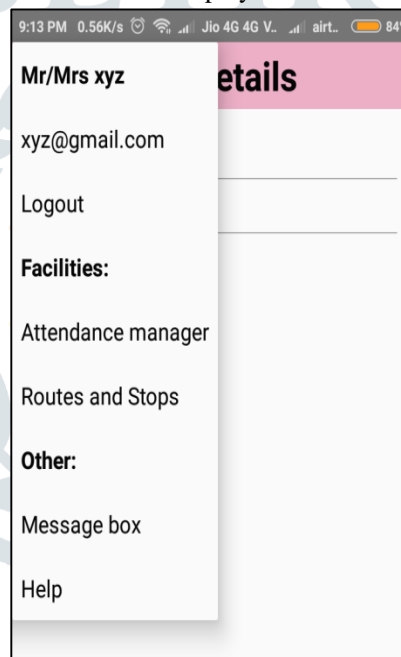 9:13 PM 0.56K/s Jio 4G 4G V.. airt.. 84
Mr/Mrs xyz
etails
xyz@gmail.com
Logout
Facilities:
Attendance manager
Routes and Stops
Other:
Message box
Help